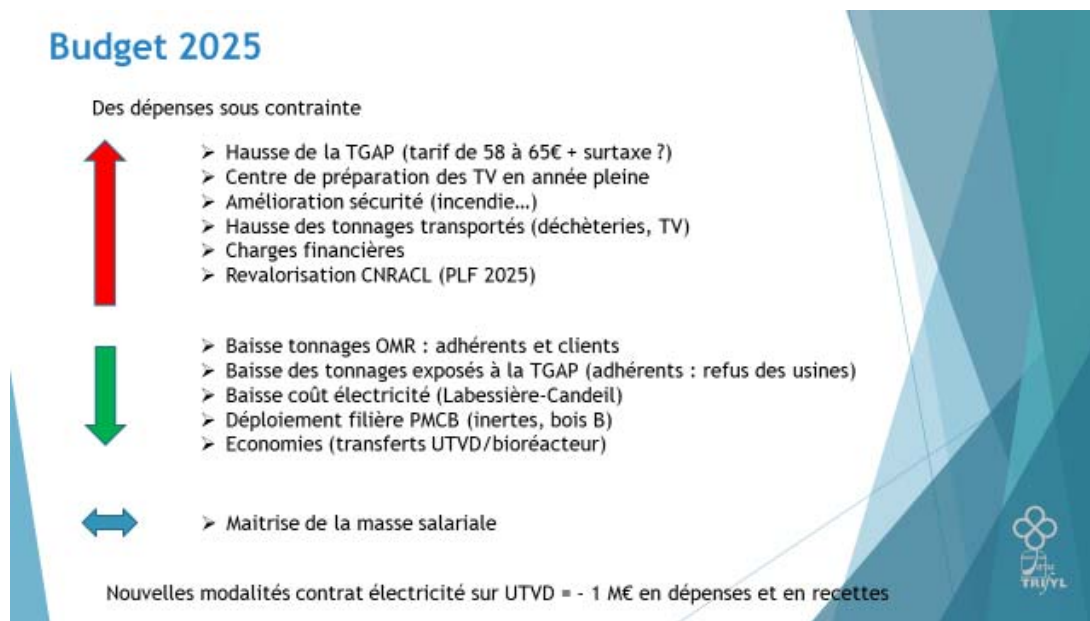 Budget 2025
Des dépenses sous contrainte
➢ Hausse de la TGAP (tarif de 58 à 65€ + surtaxe ?)
➢ Centre de préparation des TV en année pleine
➢ Amélioration sécurité (incendie…)
➢ Hausse des tonnages transportés (déchèteries, TV)
➢ Charges financières
➢ Revalorisation CNRACL (PLF 2025)
➢ Baisse tonnages OMR : adhérents et clients
➢ Baisse des tonnages exposés à la TGAP (adhérents : refus des usines)
➢ Baisse coût électricité (Labessière-Candeil)
➢ Déploiement filière PMCB (inertes, bois B)
➢ Economies (transferts UTVD/bioréacteur)
➢ Maitrise de la masse salariale
Nouvelles modalités contrat électricité sur UTVD = - 1 M€ en dépenses et en recettes